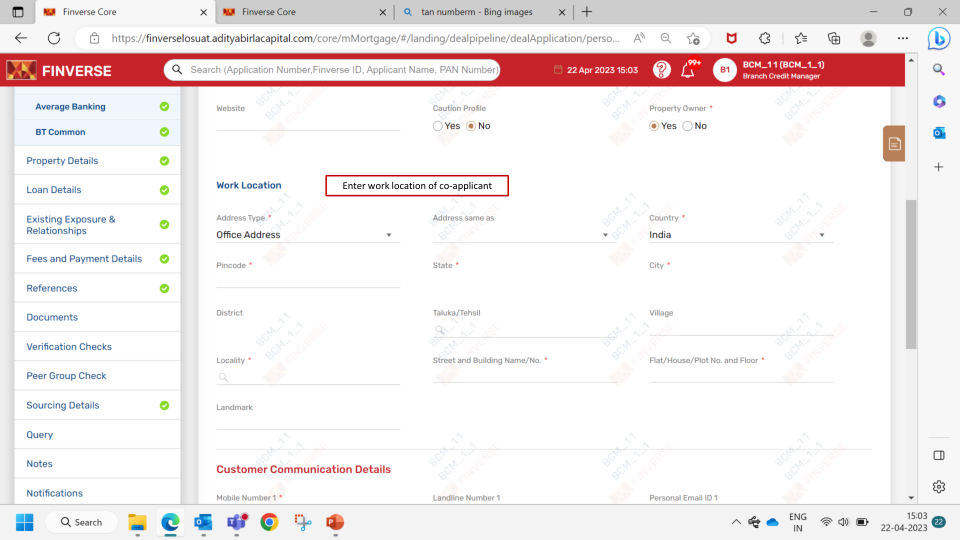 Finverse Core
Finverse Core
tan numberm - Bing images
https://finverselosuat.adityabirlacapital.com/core/mMortgage/#/landing/dealpipeline/dealApplication/perso...
FINVERSE
Search (Application Number,Finverse ID, Applicant Name, PAN Number)
22 Apr 2023 15:03
99+
B1
BCM_1 1 (BCM_1_1)
Branch Credit Manager
Average Banking
BT Common
Property Details
Loan Details
Existing Exposure &
Relationships
Fees and Payment Details
References
Documents
Verification Checks
Peer Group Check
Sourcing Details
Query
Notes
Notifications
Website
Caution Profile
Property Owner *
Yes No
Yes No
Work Location
Enter work location of co-applicant
Address Type *
Address same as
Country *
Office Address
India
Pincode *
State *
City *
District
Taluka/Tehsil
Village
Locality *
Street and Building Name/No. *
Flat/House/Plot No. and Floor *
Landmark
Customer Communication Details
Mobile Number 1 *
Landline Number 1
Personal Email ID 1
Search
ENG
IN
15:03
22-04-2023
22